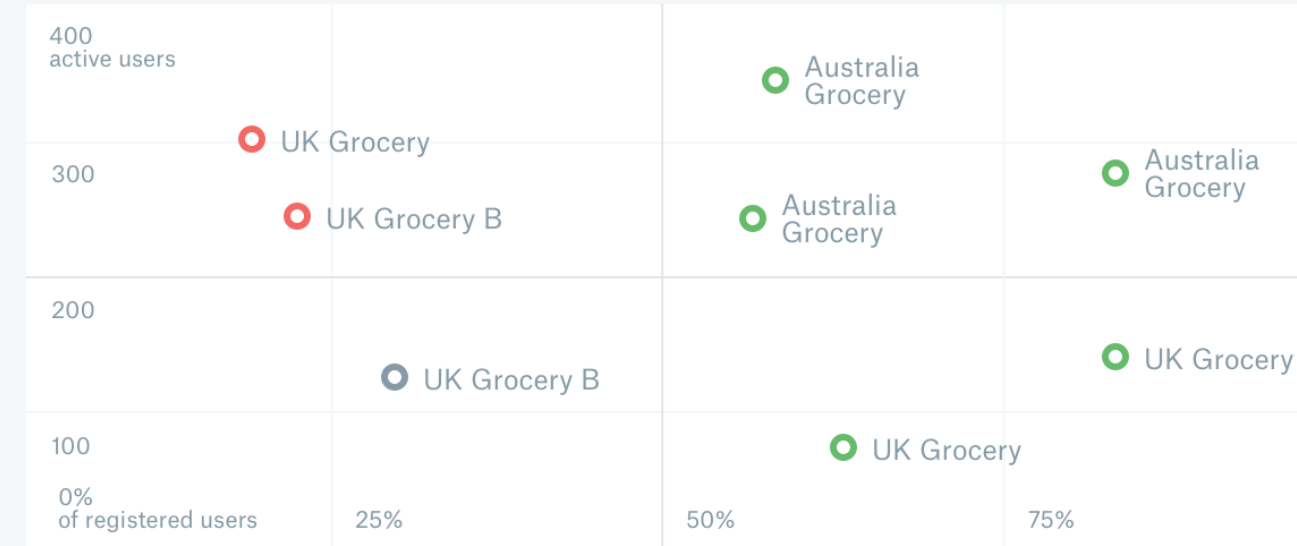 400
active users
Australia
Grocery
UK Grocery
Australia
Grocery
300
Australia
Grocery
UK Grocery B
200
UK Grocery
UK Grocery B
100
UK Grocery
0%
of registered users
25%
50%
75%